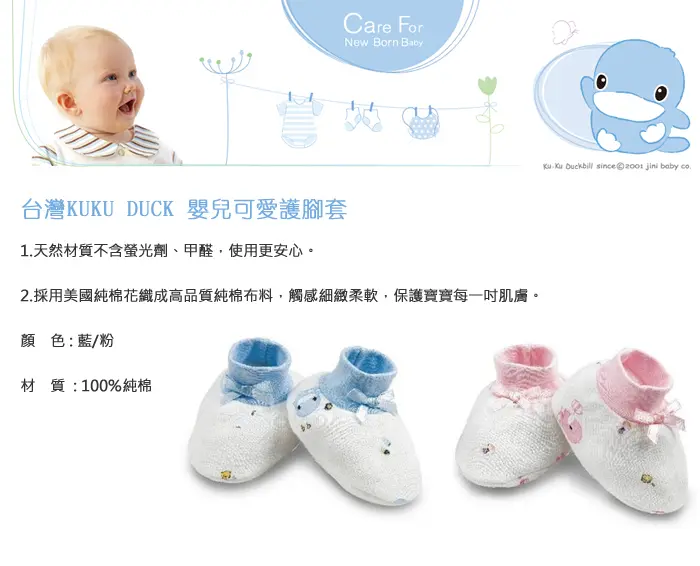 Care For
New Born Baby
Ku-Ku Duckbill since©2001 jini baby co.
台灣KUKU DUCK 嬰兒可愛護腳套
1.天然材質不含螢光劑、甲醛，使用更安心。
2.採用美國純棉花織成高品質純棉布料，觸感細緻柔軟，保護寶寶每一吋肌膚。
顏 色：藍/粉
材 質：100%純棉